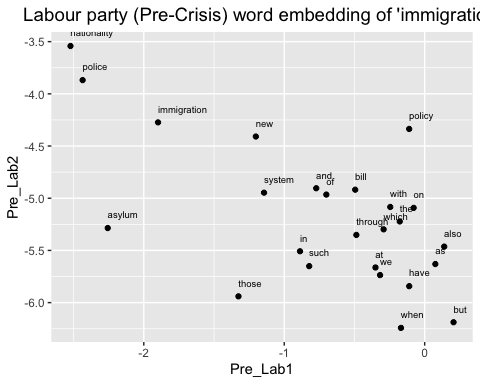 Labour party (Pre-Crisis) word embedding of 'immigratio
-3.5
nationality
police
-4.0
immigration
new
policy
-4.5
system
and
of
bill
-5.0
with
on
the
which
asylum
through
also
-5.5
in
such
at
we
as
those
have
-6.0
when
but
-2
-1
0
Pre_Lab1
Pre_Lab2